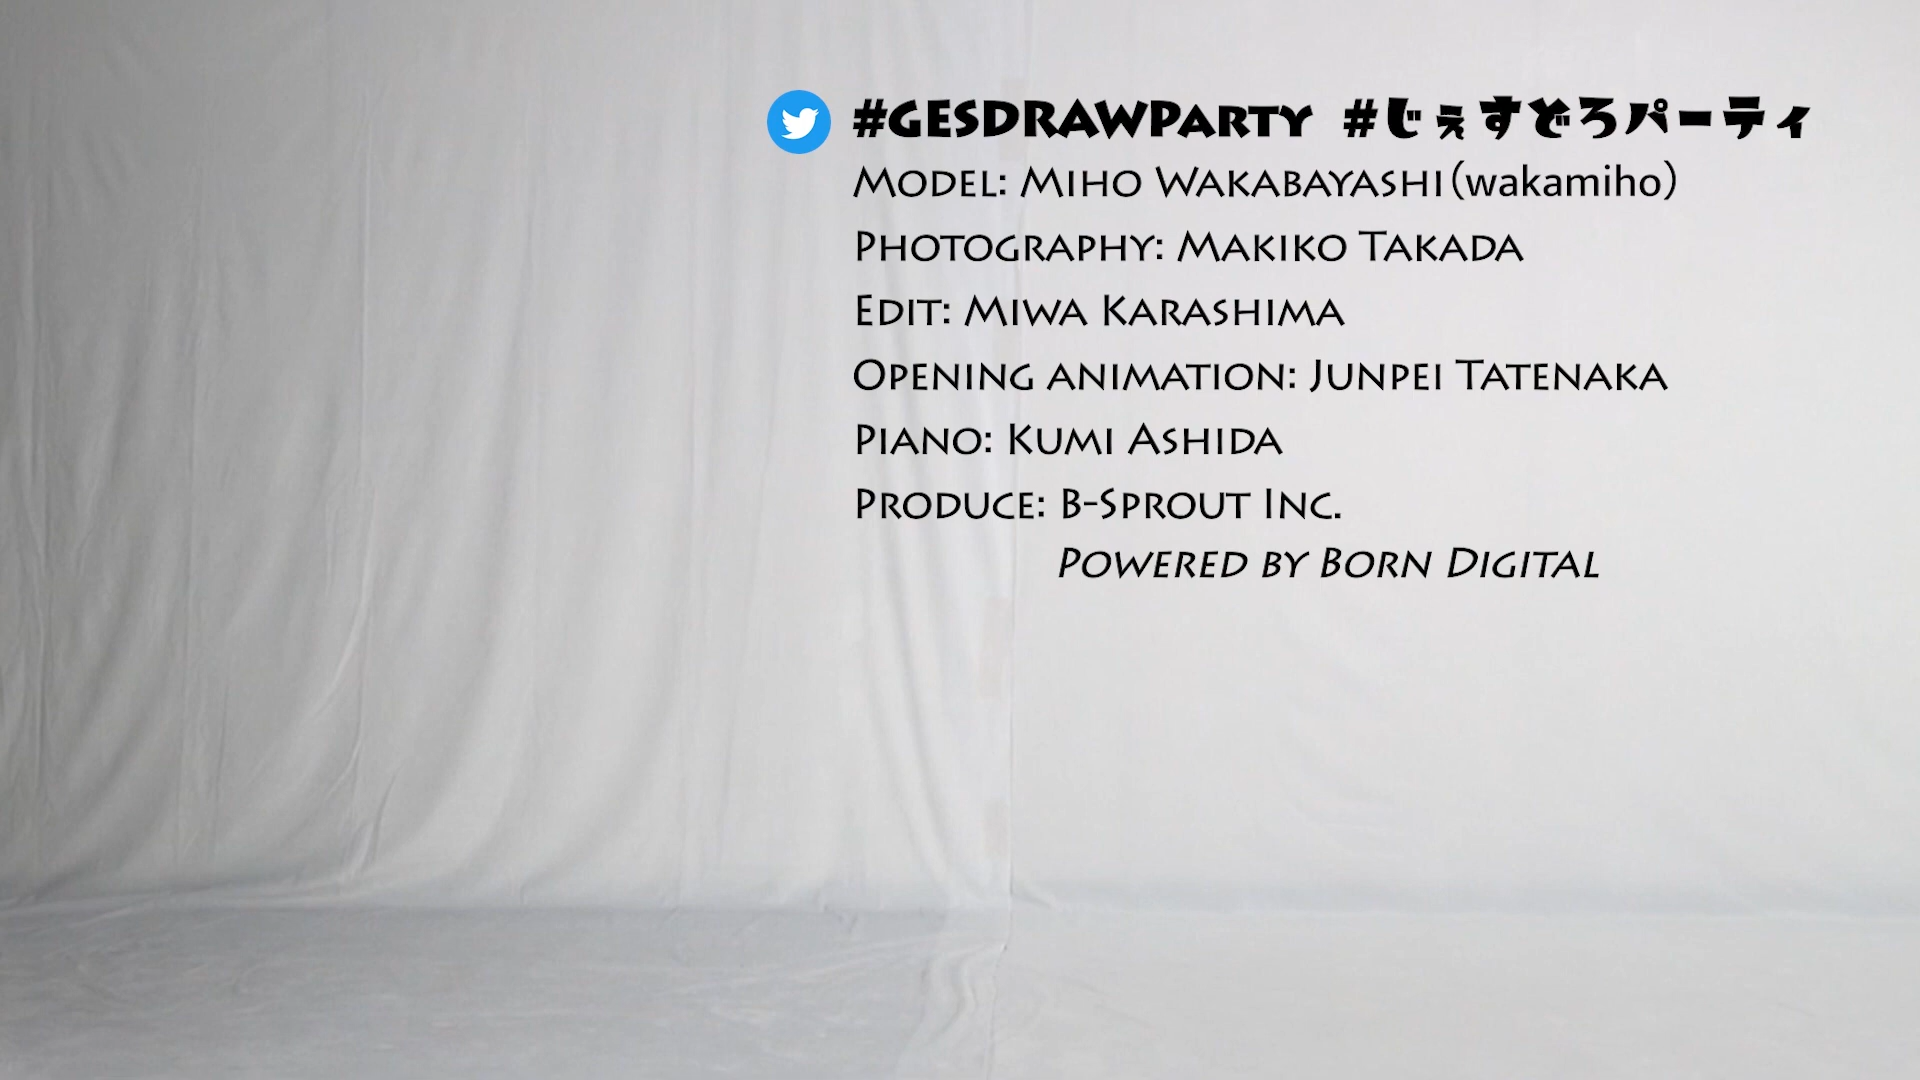 #GESDRAWPARTY #じぇすどろパーティ
MODEL: MIHO WAKABAYASHI(wakamiho)
PHOTOGRAPHY: MAKIKO TAKADA
EDIT: MIWA KARASHIMA
OPENING ANIMATION: JUNPEI TATENAKA
PIANO: KUMI ASHIDA
PRODUCE: B-SPROUT INC.
POWERED BY BORN DIGITAL